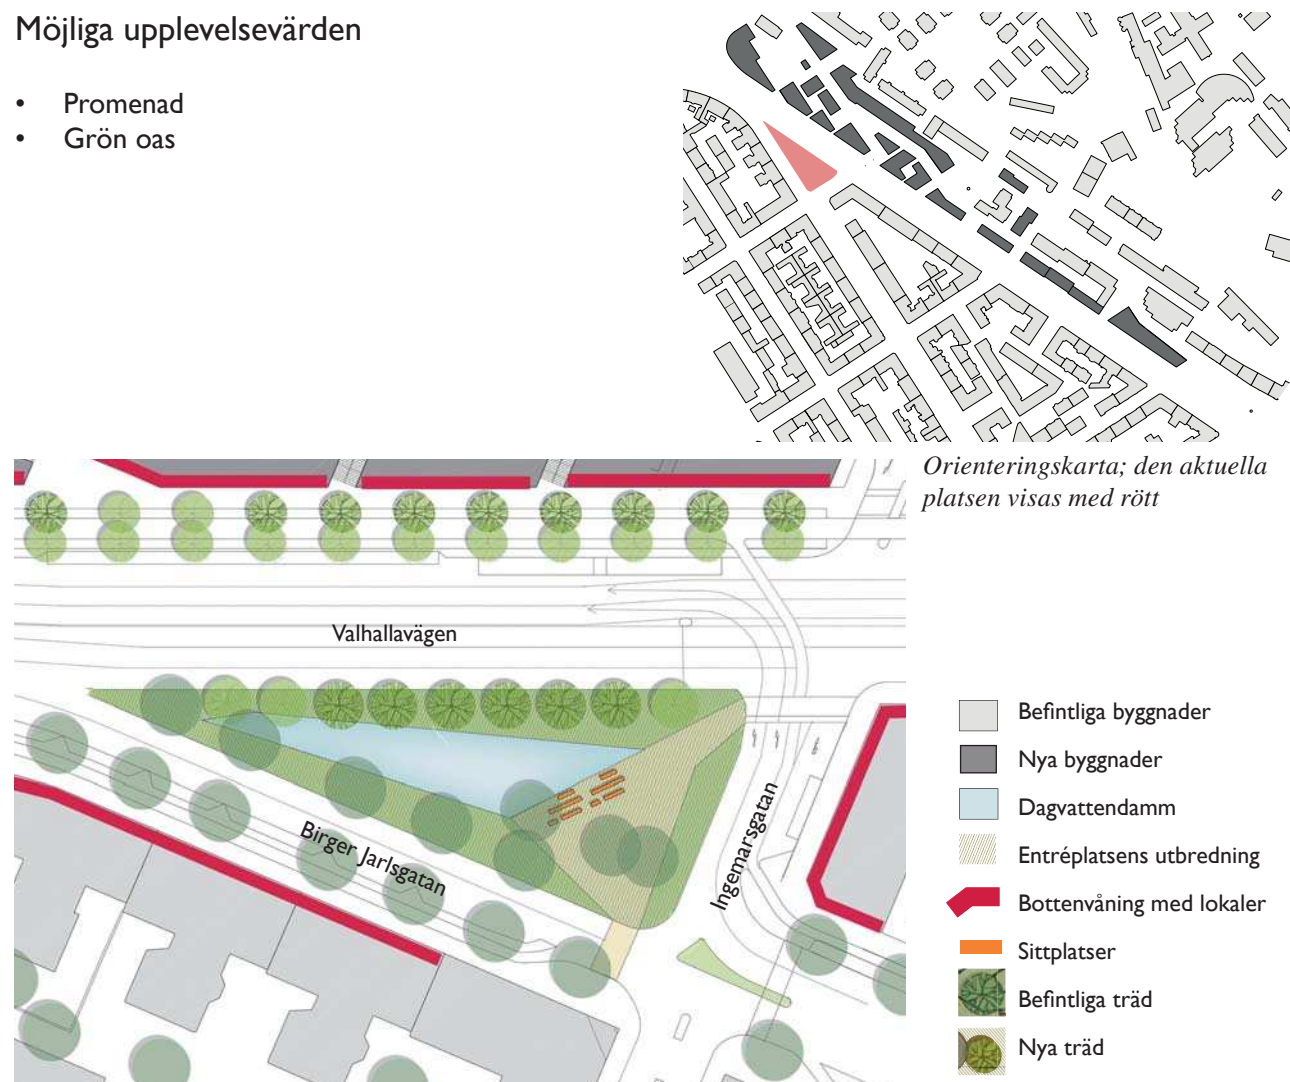 Möjliga upplevelsevärden
• Promenad
• Grön oas
Orienteringskarta; den aktuella
platsen visas med rött
Valhallavägen
Birger Jarlsgatan
Ingemarsgatan
Befintliga byggnader
Nya byggnader
Dagvattendamm
Entréplatsens utbredning
Bottenvåning med lokaler
Sittplatser
Befintliga träd
Nya träd